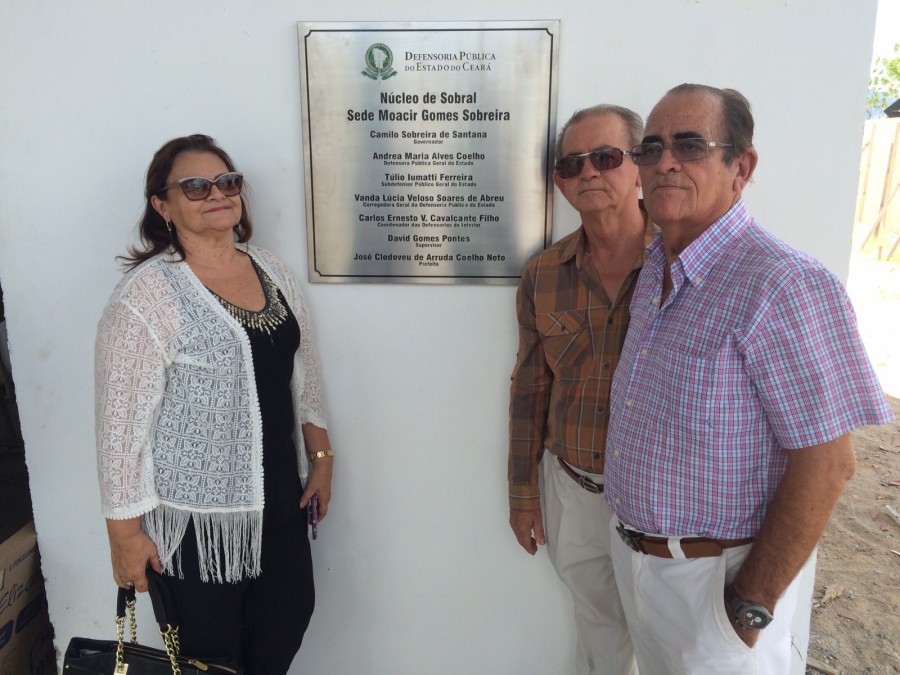 DEFENSORIA PÚBLICA
DO ESTADO DO CEARÁ
Núcleo de Sobral
Sede Moacir Gomes Sobreira
Camilo Sobreira de Santana
Governador
Andrea Maria Alves Coelho
Defensora Pública Geral do Estado
Túlio Iumatti Ferreira
Subdefensor Público Geral do Estado
Vanda Lúcia Veloso Soares de Abreu
Corregedora Geral da Defensoria Pública do Estado
Carlos Ernesto V. Cavalcante Filho
Coordenador das Defensorias do Interior
David Gomes Pontes
Supervisor
José Clodoveu de Arruda Coelho Neto
Prefeito